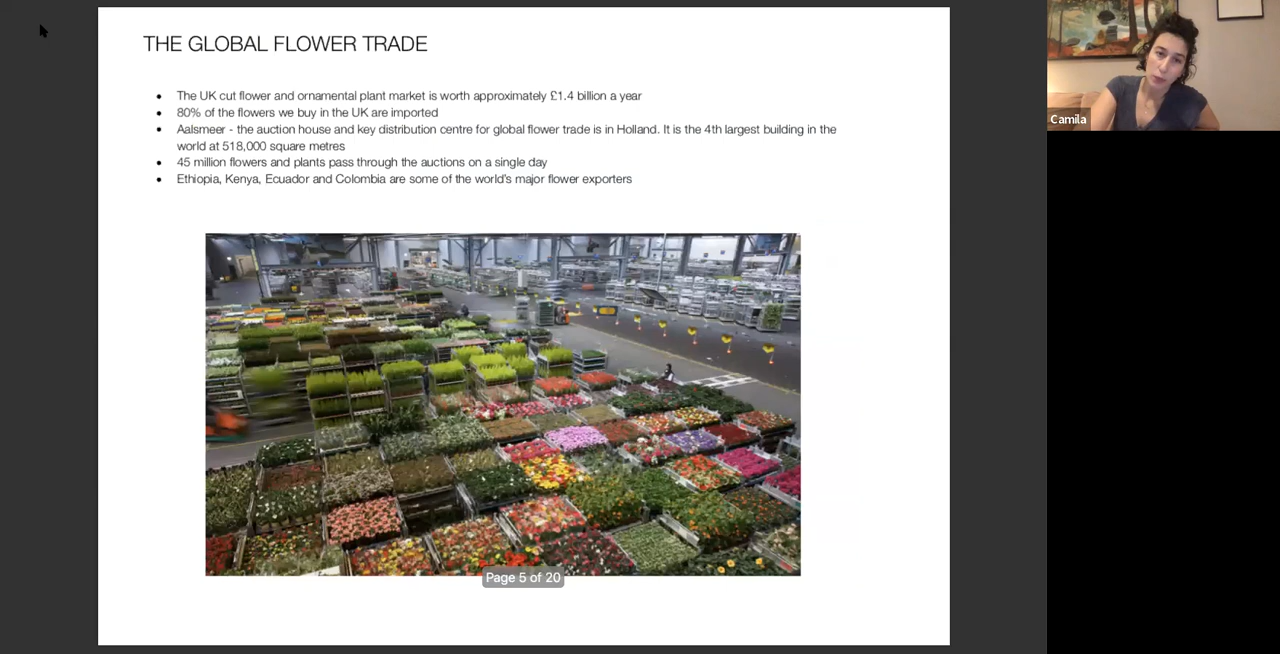 THE GLOBAL FLOWER TRADE
• The UK cut flower and ornamental plant market is worth approximately £1.4 billion a year
• 80% of the flowers we buy in the UK are imported
• Aalsmeer - the auction house and key distribution centre for global flower trade is in Holland. It is the 4th largest building in the
world at 518,000 square metres
• 45 million flowers and plants pass through the auctions on a single day
• Ethiopia, Kenya, Ecuador and Colombia are some of the world's major flower exporters
Page 5 of 20
Camila